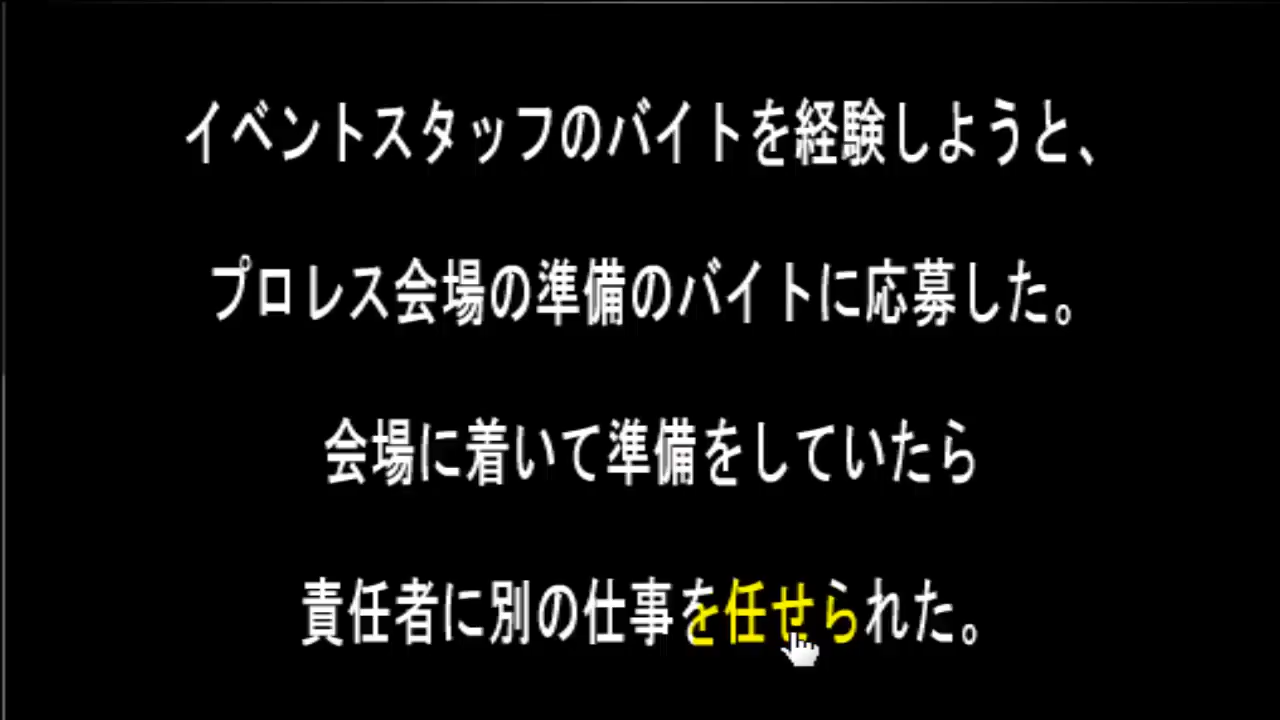 イベントスタッフのバイトを経験しようと、
プロレス会場の準備のバイトに応募した。
会場に着いて準備をしていたら
責任者に別の仕事を任せられた。